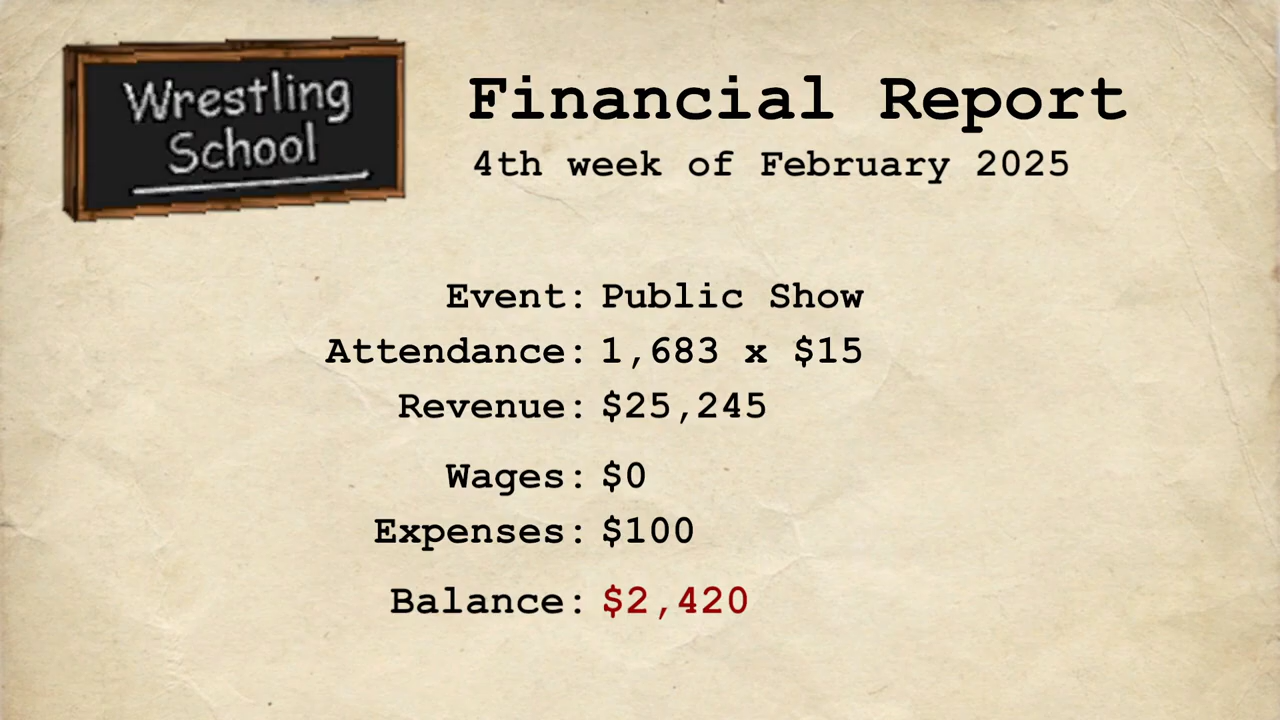 Wrestling
School
Financial Report
4th week of February 2025
Event: Public Show
Attendance: 1,683 x $15
Revenue: $25,245
Wages: $0
Expenses: $100
Balance: $2,420